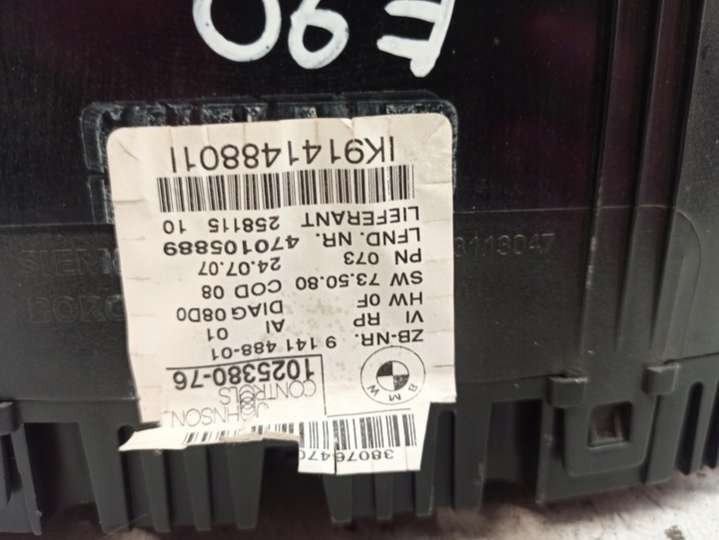 3807647
JOHNSON
CONTROLS
1025380-76
BMW
ZB-NR. 9 141 488-01
VI RP AI 01
HW 0F DIAG 08D0
SW 73.50.80 COD 08
PN 073 24.07.07
LFND. NR. 470105889
LIEFERANT 258115 10
IK914148801I
E90